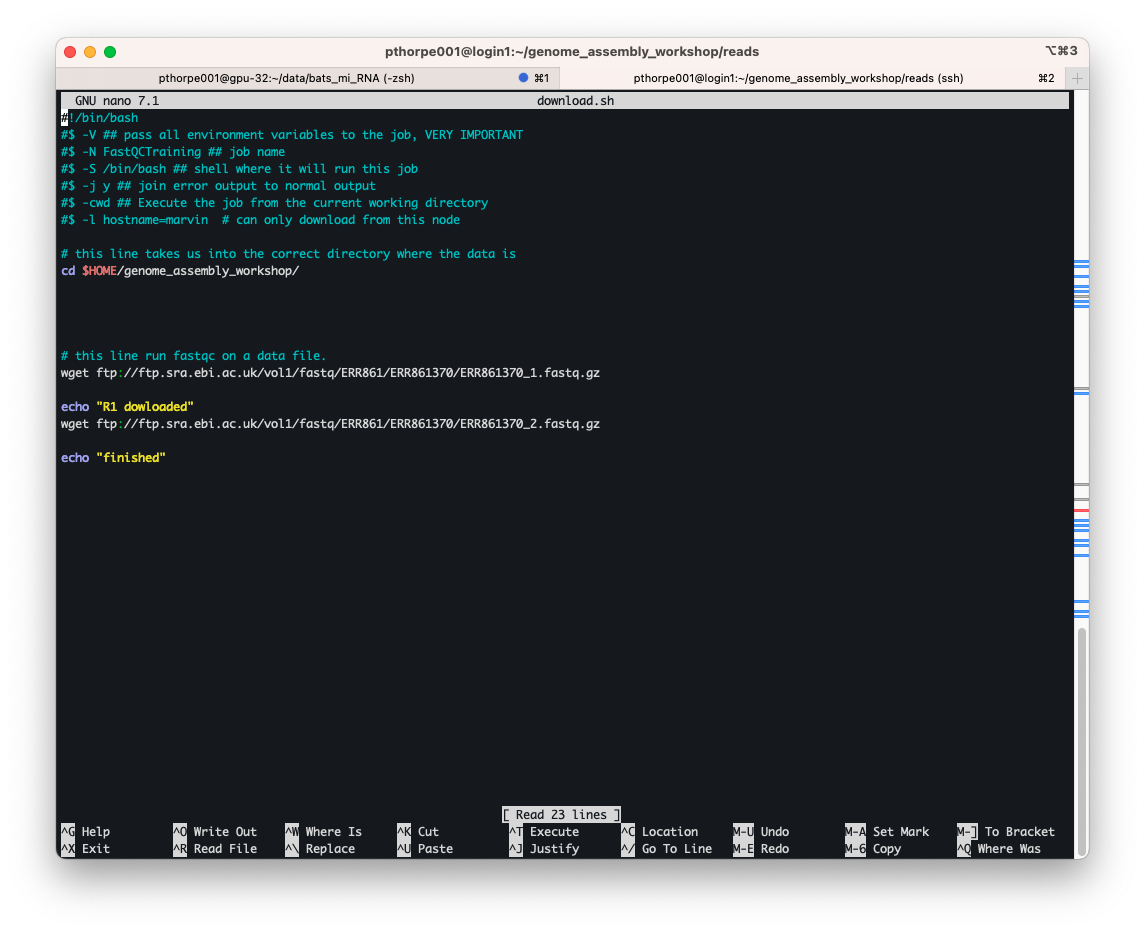 pthorpe001@login1:~/genome_assembly_workshop/reads
⌥⌘3
pthorpe001@gpu-32:~/data/bats_mi_RNA (-zsh)
⌘1
pthorpe001@login1:~/genome_assembly_workshop/reads (ssh)
⌘2
GNU nano 7.1 download.sh
#!/bin/bash
#$ -V ## pass all environment variables to the job, VERY IMPORTANT
#$ -N FastQCTraining ## job name
#$ -S /bin/bash ## shell where it will run this job
#$ -j y ## join error output to normal output
#$ -cwd ## Execute the job from the current working directory
#$ -l hostname=marvin  # can only download from this node
# this line takes us into the correct directory where the data is
cd $HOME/genome_assembly_workshop/
# this line run fastqc on a data file.
wget ftp://ftp.sra.ebi.ac.uk/vol1/fastq/ERR861/ERR861370/ERR861370_1.fastq.gz
echo "R1 dowloaded"
wget ftp://ftp.sra.ebi.ac.uk/vol1/fastq/ERR861/ERR861370/ERR861370_2.fastq.gz
echo "finished"
[ Read 23 lines ]
^G Help ^O Write Out ^W Where Is ^K Cut ^T Execute ^C Location M-U Undo M-A Set Mark M-] To Bracket
^X Exit ^R Read File ^\ Replace ^U Paste ^J Justify ^/ Go To Line M-E Redo M-6 Copy ^Q Where Was